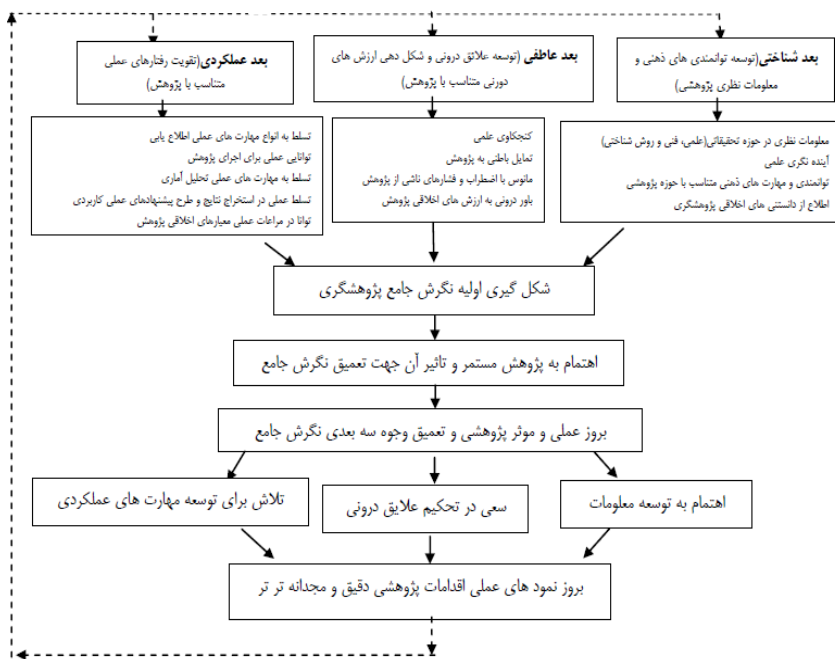 بعد شناختی(توسعه توانمندی های ذهنی و
معلومات نظری پژوهشی)
بعد عاطفی(توسعه علائق درونی و شکل دهی ارزش های
دورنی متناسب با پژوهش)
بعد عملکردی(تقویت رفتارهای عملی
متناسب با پژوهش)
معلومات نظری در حوزه تحقیقاتی(علمی، فنی و روش شناختی)
آینده نگری علمی
توانمندی و مهارت های ذهنی متناسب با حوزه پژوهشی
اطلاع از دانستنی های اخلاقی پژوهشگری
کنجکاوی علمی
تمایل باطنی به پژوهش
مانوس با اضطراب و فشارهای ناشی از پژوهش
باور درونی به ارزش های اخلاقی پژوهش
تسلط به انواع مهارت های عملی اطلاع یابی
توانایی عملی برای اجرای پژوهش
تسلط به مهارت های عملی تحلیل آماری
تسلط عملی در استخراج نتایج و طرح پیشنهادهای عملی کاربردی
توانا در مراعات عملی معیارهای اخلاقی پژوهش
شکل گیری اولیه نگرش جامع پژوهشگری
اهتمام به پژوهش مستمر و تاثیر آن جهت تعمیق نگرش جامع
بروز عملی و موثر پژوهشی و تعمیق وجوه سه بعدی نگرش جامع
اهتمام به توسعه معلومات
سعی در تحکیم علایق درونی
تلاش برای توسعه مهارت های عملکردی
بروز نمود های عملی اقدامات پژوهشی دقیق و مجدانه تر تر